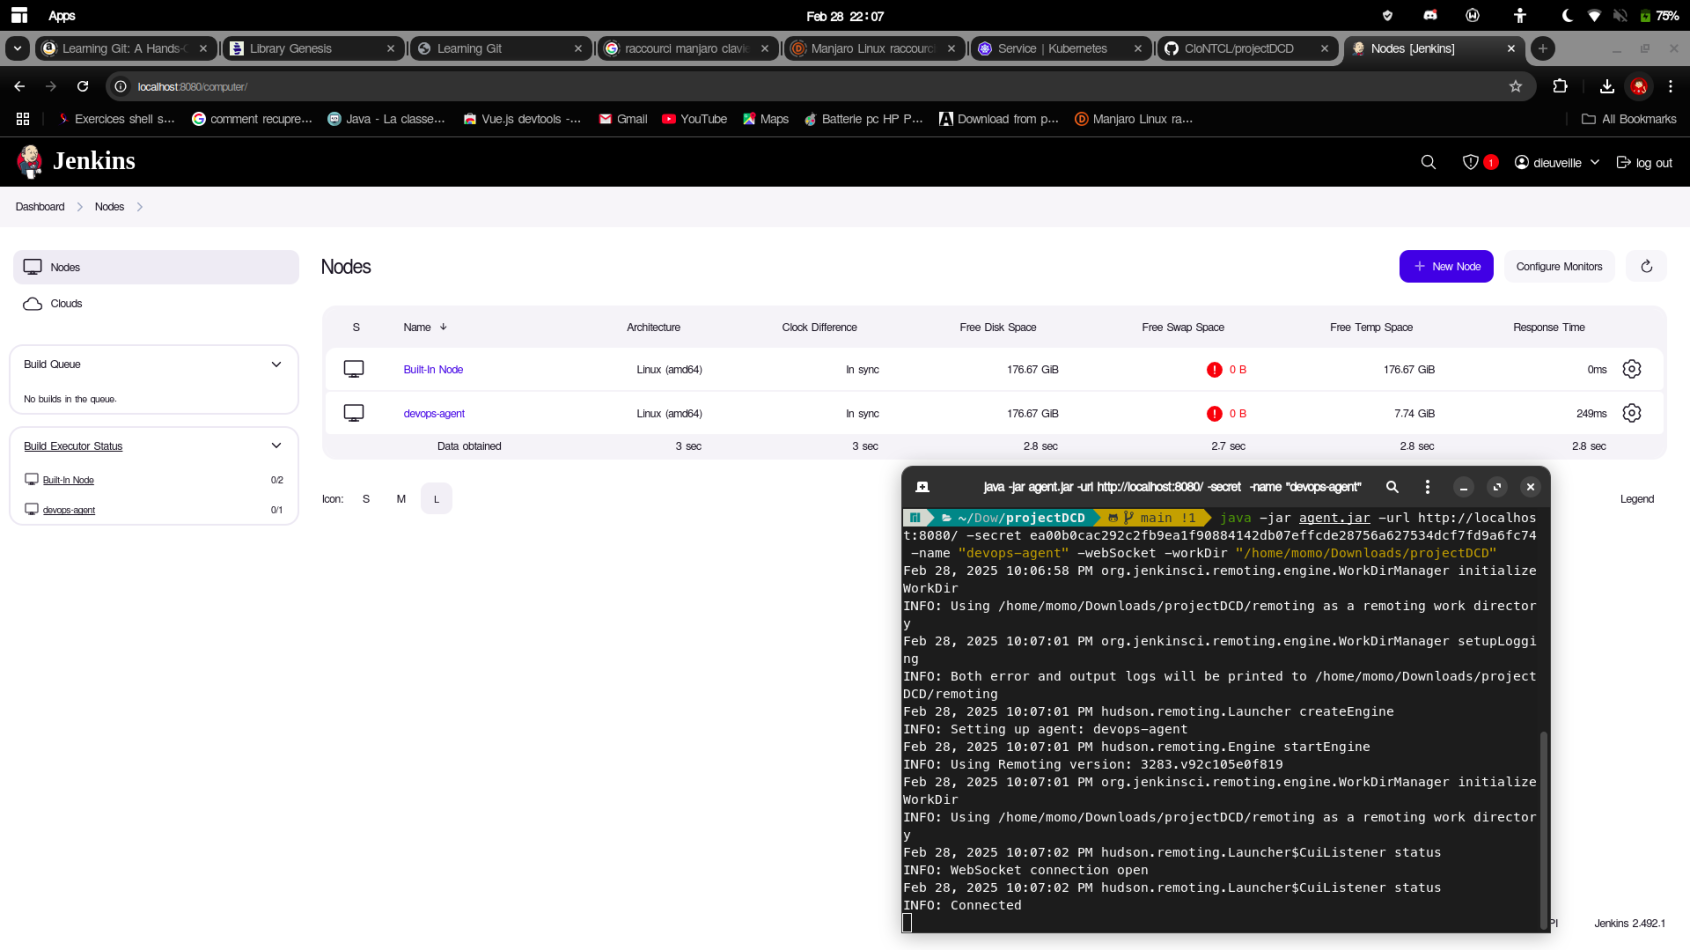 Apps
Feb 28 22:07
75%
Learning Git: A Hands-
Library Genesis
Learning Git
raccourci manjaro clavie
Manjaro Linux raccourci
Service | Kubernetes
CloNTCL/projectDCD
Nodes [Jenkins]
localhost:8080/computer/
Exercices shell s...
comment recupre...
Java - La classe...
Vue.js devtools -...
Gmail
YouTube
Maps
Batterie pc HP P...
Download from p...
Manjaro Linux ra...
All Bookmarks
Jenkins
1
dieuveille
log out
Dashboard
Nodes
Nodes
Clouds
Build Queue
No builds in the queue.
Build Executor Status
Built-In Node 0/2
devops-agent 0/1
Nodes
+ New Node
Configure Monitors
S Name ↓ Architecture Clock Difference Free Disk Space Free Swap Space Free Temp Space Response Time
Built-In Node Linux (amd64) In sync 176.67 GiB 0 B 176.67 GiB 0ms
devops-agent Linux (amd64) In sync 176.67 GiB 0 B 7.74 GiB 249ms
Data obtained 3 sec 3 sec 2.8 sec 2.7 sec 2.8 sec 2.8 sec
Icon: S M L
Legend
java -jar agent.jar -url http://localhost:8080/ -secret -name "devops-agent"
~/Dow/projectDCD main !1 java -jar agent.jar -url http://localhos
t:8080/ -secret ea00b0cac292c2fb9ea1f90884142db07effcde28756a627534dcf7fd9a6fc74
-name "devops-agent" -webSocket -workDir "/home/momo/Downloads/projectDCD"
Feb 28, 2025 10:06:58 PM org.jenkinsci.remoting.engine.WorkDirManager initialize
WorkDir
INFO: Using /home/momo/Downloads/projectDCD/remoting as a remoting work director
y
Feb 28, 2025 10:07:01 PM org.jenkinsci.remoting.engine.WorkDirManager setupLoggi
ng
INFO: Both error and output logs will be printed to /home/momo/Downloads/project
DCD/remoting
Feb 28, 2025 10:07:01 PM hudson.remoting.Launcher createEngine
INFO: Setting up agent: devops-agent
Feb 28, 2025 10:07:01 PM hudson.remoting.Engine startEngine
INFO: Using Remoting version: 3283.v92c105e0f819
Feb 28, 2025 10:07:01 PM org.jenkinsci.remoting.engine.WorkDirManager initialize
WorkDir
INFO: Using /home/momo/Downloads/projectDCD/remoting as a remoting work director
y
Feb 28, 2025 10:07:02 PM hudson.remoting.Launcher$CuiListener status
INFO: WebSocket connection open
Feb 28, 2025 10:07:02 PM hudson.remoting.Launcher$CuiListener status
INFO: Connected
PI
Jenkins 2.492.1